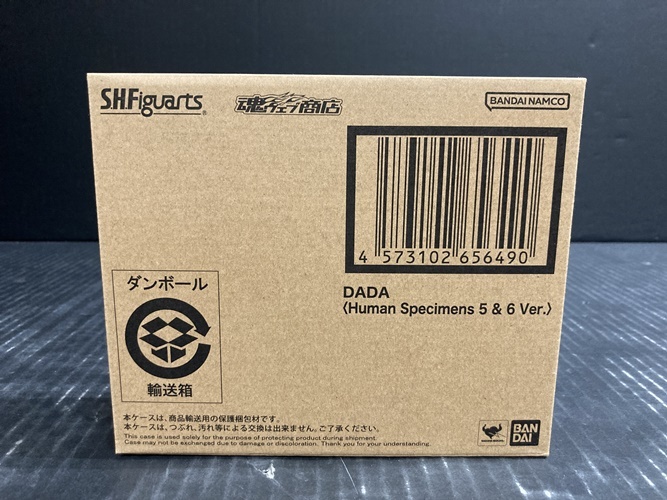 S.H.Figuarts®
魂ウェブ商店
BANDAI NAMCO
4 573102 656490
DADA
〈Human Specimens 5 & 6 Ver.〉
ダンボール
輸送箱
本ケースは、商品輸送用の保護梱包材です。
本ケースは、つぶれ、汚れ等による交換は出来ません。ご了承ください。
This case is used solely for the purpose of protecting product during shipment.
Case may not be exchanged due to damage or discoloration. Thank you for your understanding.
BAN
DAI